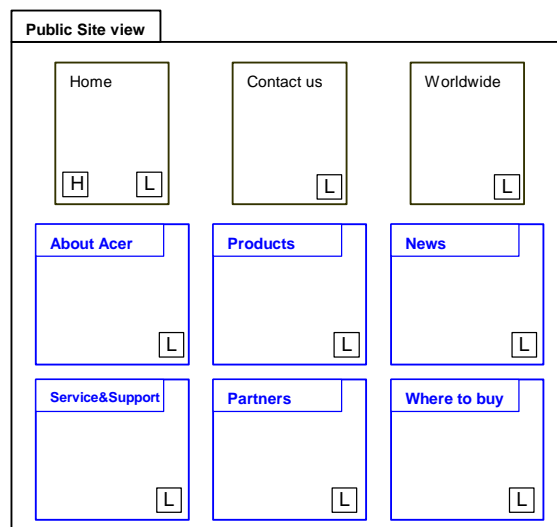 Public Site view
Home
Contact us
Worldwide
H
L
L
L
About Acer
Products
News
L
L
L
Service&Support
Partners
Where to buy
L
L
L